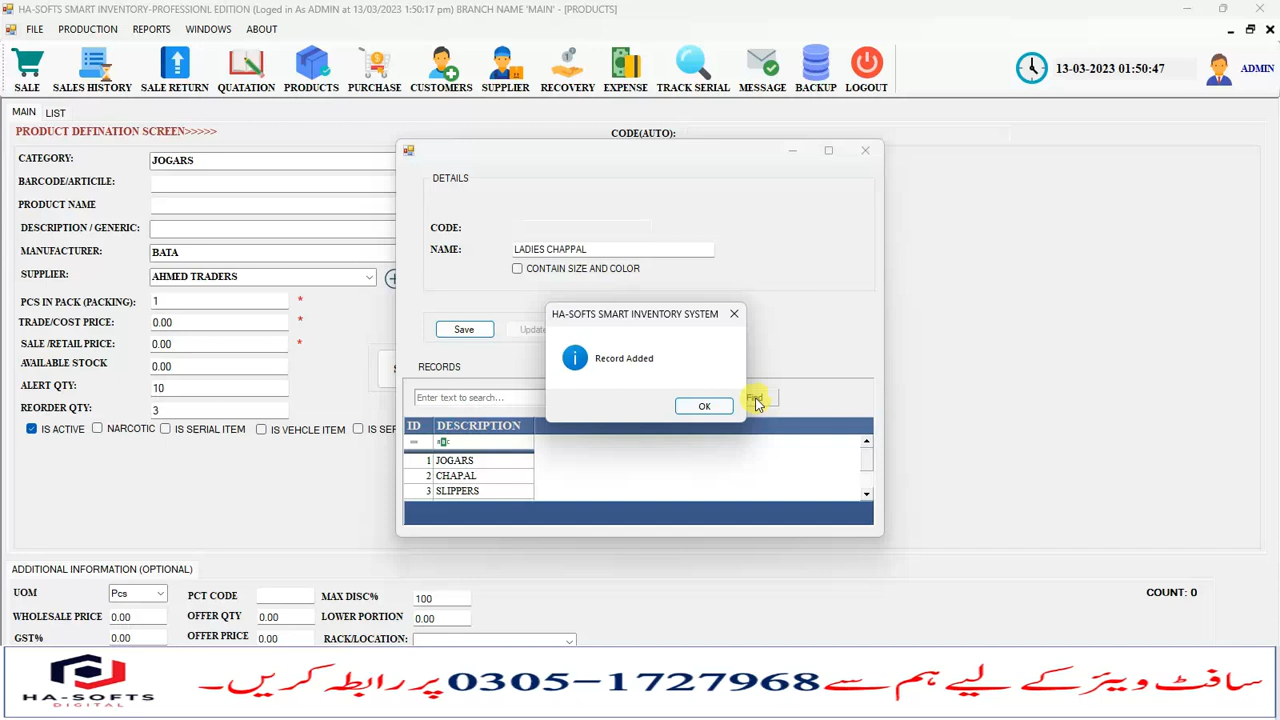 HA-SOFTS SMART INVENTORY-PROFESSIONL EDITION (Loged in As ADMIN at 13/03/2023 1:50:17 pm) BRANCH NAME 'MAIN' - [PRODUCTS]
FILE PRODUCTION REPORTS WINDOWS ABOUT
SALE SALES HISTORY SALE RETURN QUATATION PRODUCTS PURCHASE CUSTOMERS SUPPLIER RECOVERY EXPENSE TRACK SERIAL MESSAGE BACKUP LOGOUT
13-03-2023 01:50:47 ADMIN
MAIN LIST
PRODUCT DEFINATION SCREEN>>>>>
CODE(AUTO):
CATEGORY: JOGARS
BARCODE/ARTICILE:
PRODUCT NAME
DESCRIPTION / GENERIC:
MANUFACTURER: BATA
SUPPLIER: AHMED TRADERS
PCS IN PACK (PACKING): 1 *
TRADE/COST PRICE: 0.00 *
SALE /RETAIL PRICE: 0.00 *
AVAILABLE STOCK 0.00
ALERT QTY: 10
REORDER QTY: 3
IS ACTIVE NARCOTIC IS SERIAL ITEM IS VEHCLE ITEM IS SEF
DETAILS
CODE:
NAME: LADIES CHAPPAL
CONTAIN SIZE AND COLOR
Save Update
RECORDS
Enter text to search... Find
ID DESCRIPTION
1 JOGARS
2 CHAPAL
3 SLIPPERS
HA-SOFTS SMART INVENTORY SYSTEM
Record Added
OK
ADDITIONAL INFORMATION (OPTIONAL)
UOM Pcs PCT CODE MAX DISC% 100
COUNT: 0
WHOLESALE PRICE 0.00 OFFER QTY 0.00 LOWER PORTION 0.00
GST% 0.00 OFFER PRICE 0.00 RACK/LOCATION:
HA-SOFTS
DIGITAL
سافٹ ویئر کے لیے ہم سے 0305-1727968 پر رابطہ کریں۔